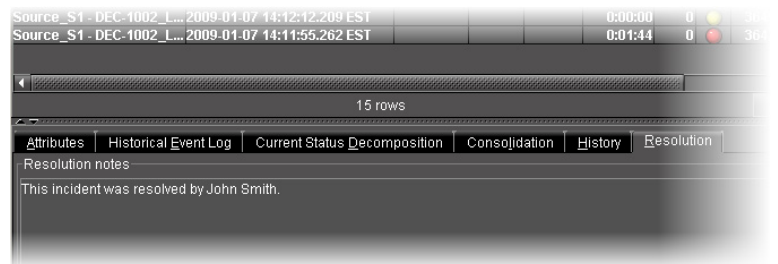 Source_S1 - DEC-1002_L... 2009-01-07 14:12:12.209 EST 0:00:00 0
Source_S1 - DEC-1002_L... 2009-01-07 14:11:55.262 EST 0:01:44 0 364
15 rows
Attributes Historical Event Log Current Status Decomposition Consolidation History Resolution
Resolution notes
This incident was resolved by John Smith.